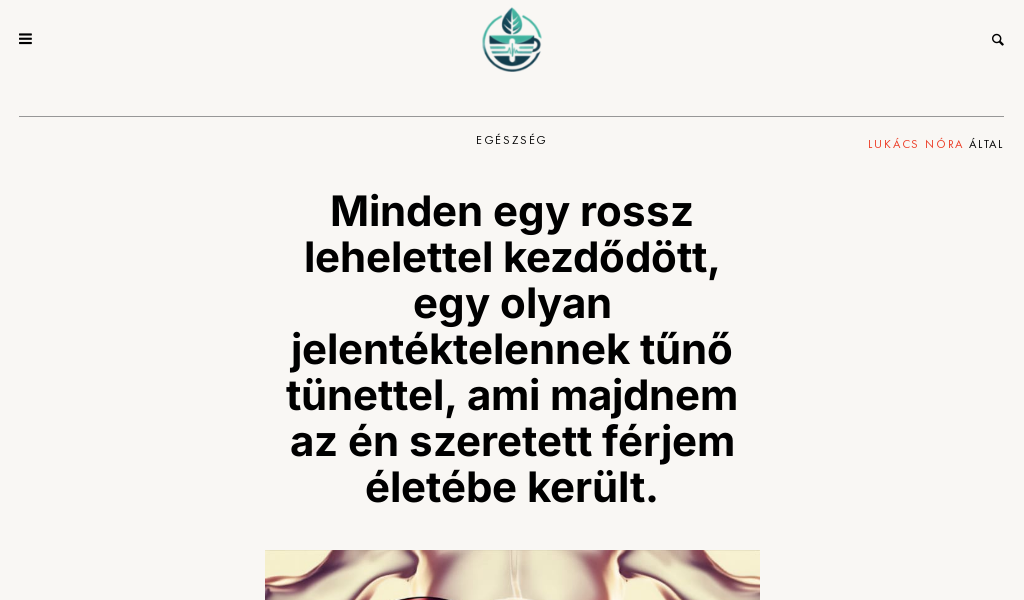 EGÉSZSÉG
LUKÁCS NÓRA ÁLTAL
Minden egy rossz
lehelettel kezdődött,
egy olyan
jelentéktelennek tűnő
tünettel, ami majdnem
az én szeretett férjem
életébe került.